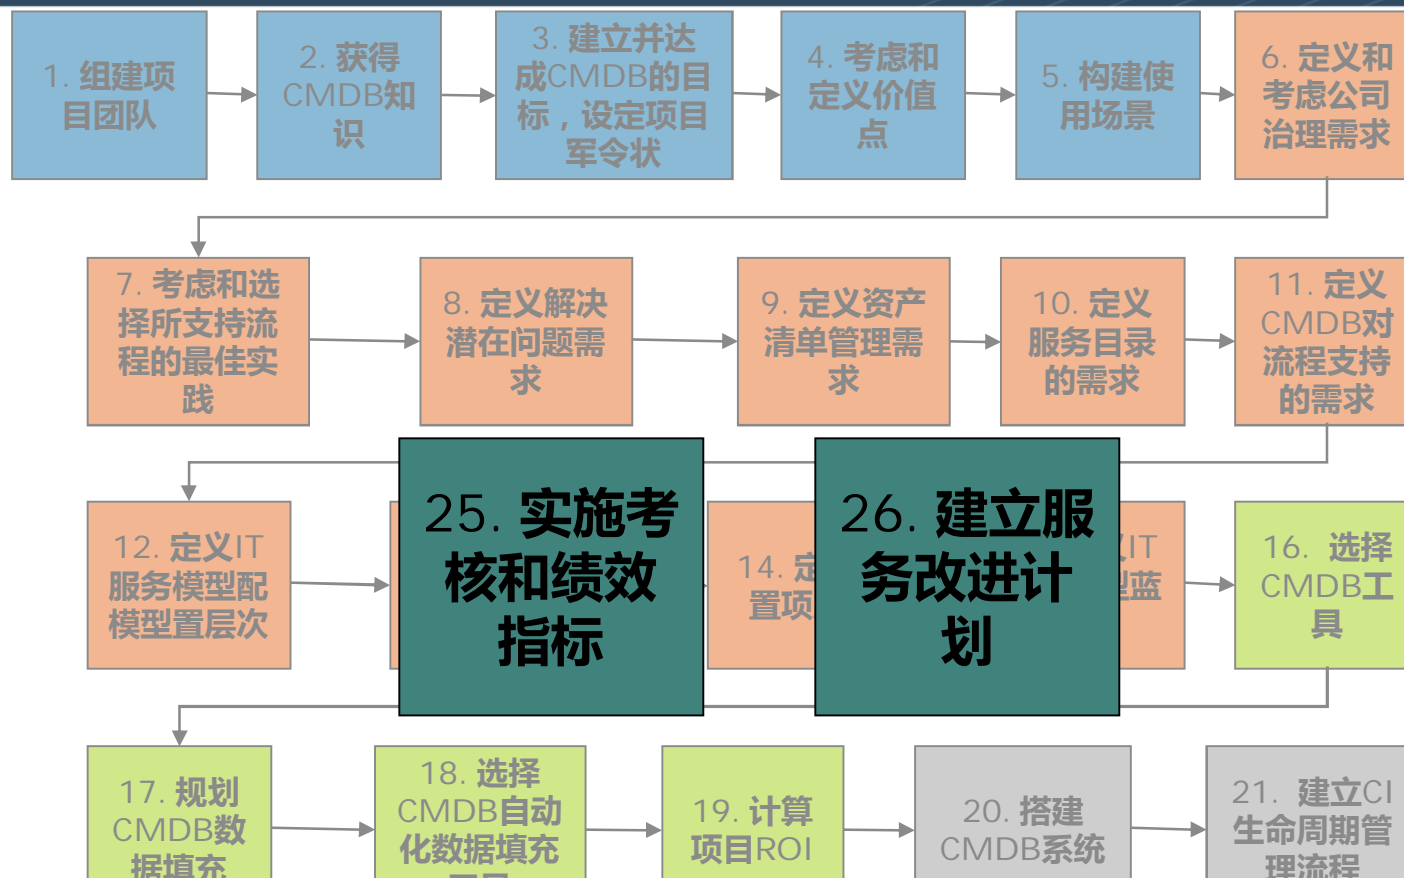 1. 组建项
目团队
2. 获得
CMDB知
识
3. 建立并达
成CMDB的目
标，设定项目
军令状
4. 考虑和
定义价值
点
5. 构建使
用场景
6. 定义和
考虑公司
治理需求
7. 考虑和选
择所支持流
程的最佳实
践
8. 定义解决
潜在问题需
求
9. 定义资产
清单管理需
求
10. 定义
服务目录
的需求
11. 定义
CMDB对
流程支持
的需求
12. 定义IT
服务模型配
模型置层次
25. 实施考
核和绩效
指标
14. 定
置项
26. 建立服
务改进计
划
IT
型蓝
16. 选择
CMDB工
具
17. 规划
CMDB数
据填充
18. 选择
CMDB自动
化数据填充
19. 计算
项目ROI
20. 搭建
CMDB系统
21. 建立CI
生命周期管
理流程